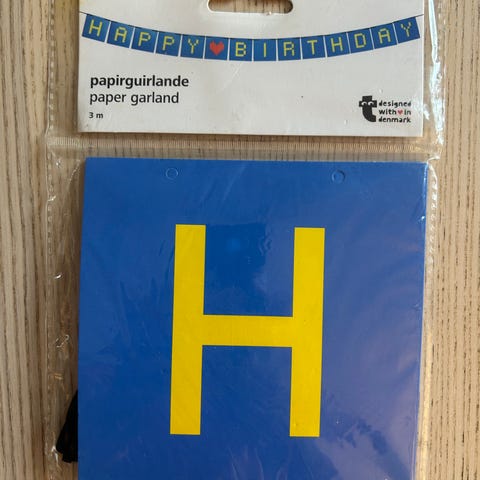 HAPPY♥BIRTHDAY
papirguirlande
paper garland
3 m
designed
with♥in
denmark
H